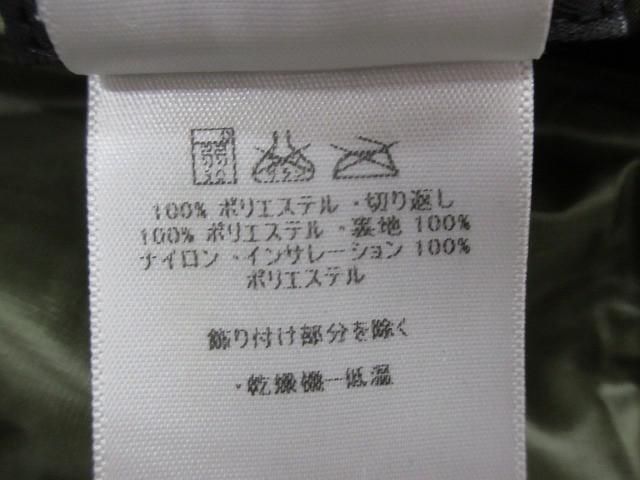 100% ポリエステル ・切り返し
100% ポリエステル ・裏地 100%
ナイロン ・インサレーション 100%
ポリエステル
飾り付け部分を除く
・乾燥機ー低温